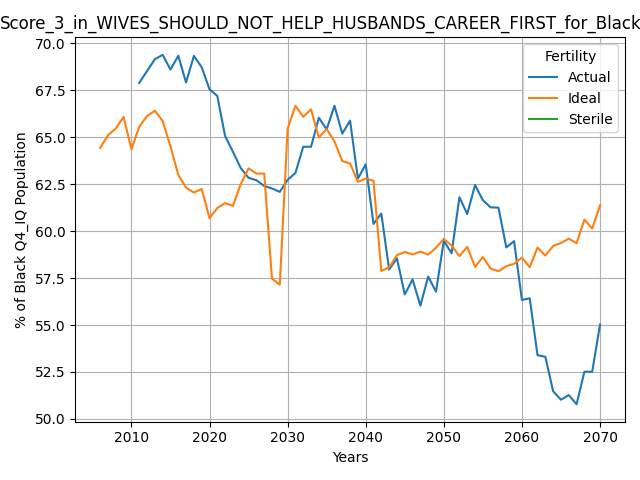 Score_3_in_WIVES_SHOULD_NOT_HELP_HUSBANDS_CAREER_FIRST_for_Black
Fertility
Actual
Ideal
Sterile
% of Black Q4_IQ Population
70.0
67.5
65.0
62.5
60.0
57.5
55.0
52.5
50.0
2010 2020 2030 2040 2050 2060 2070
Years